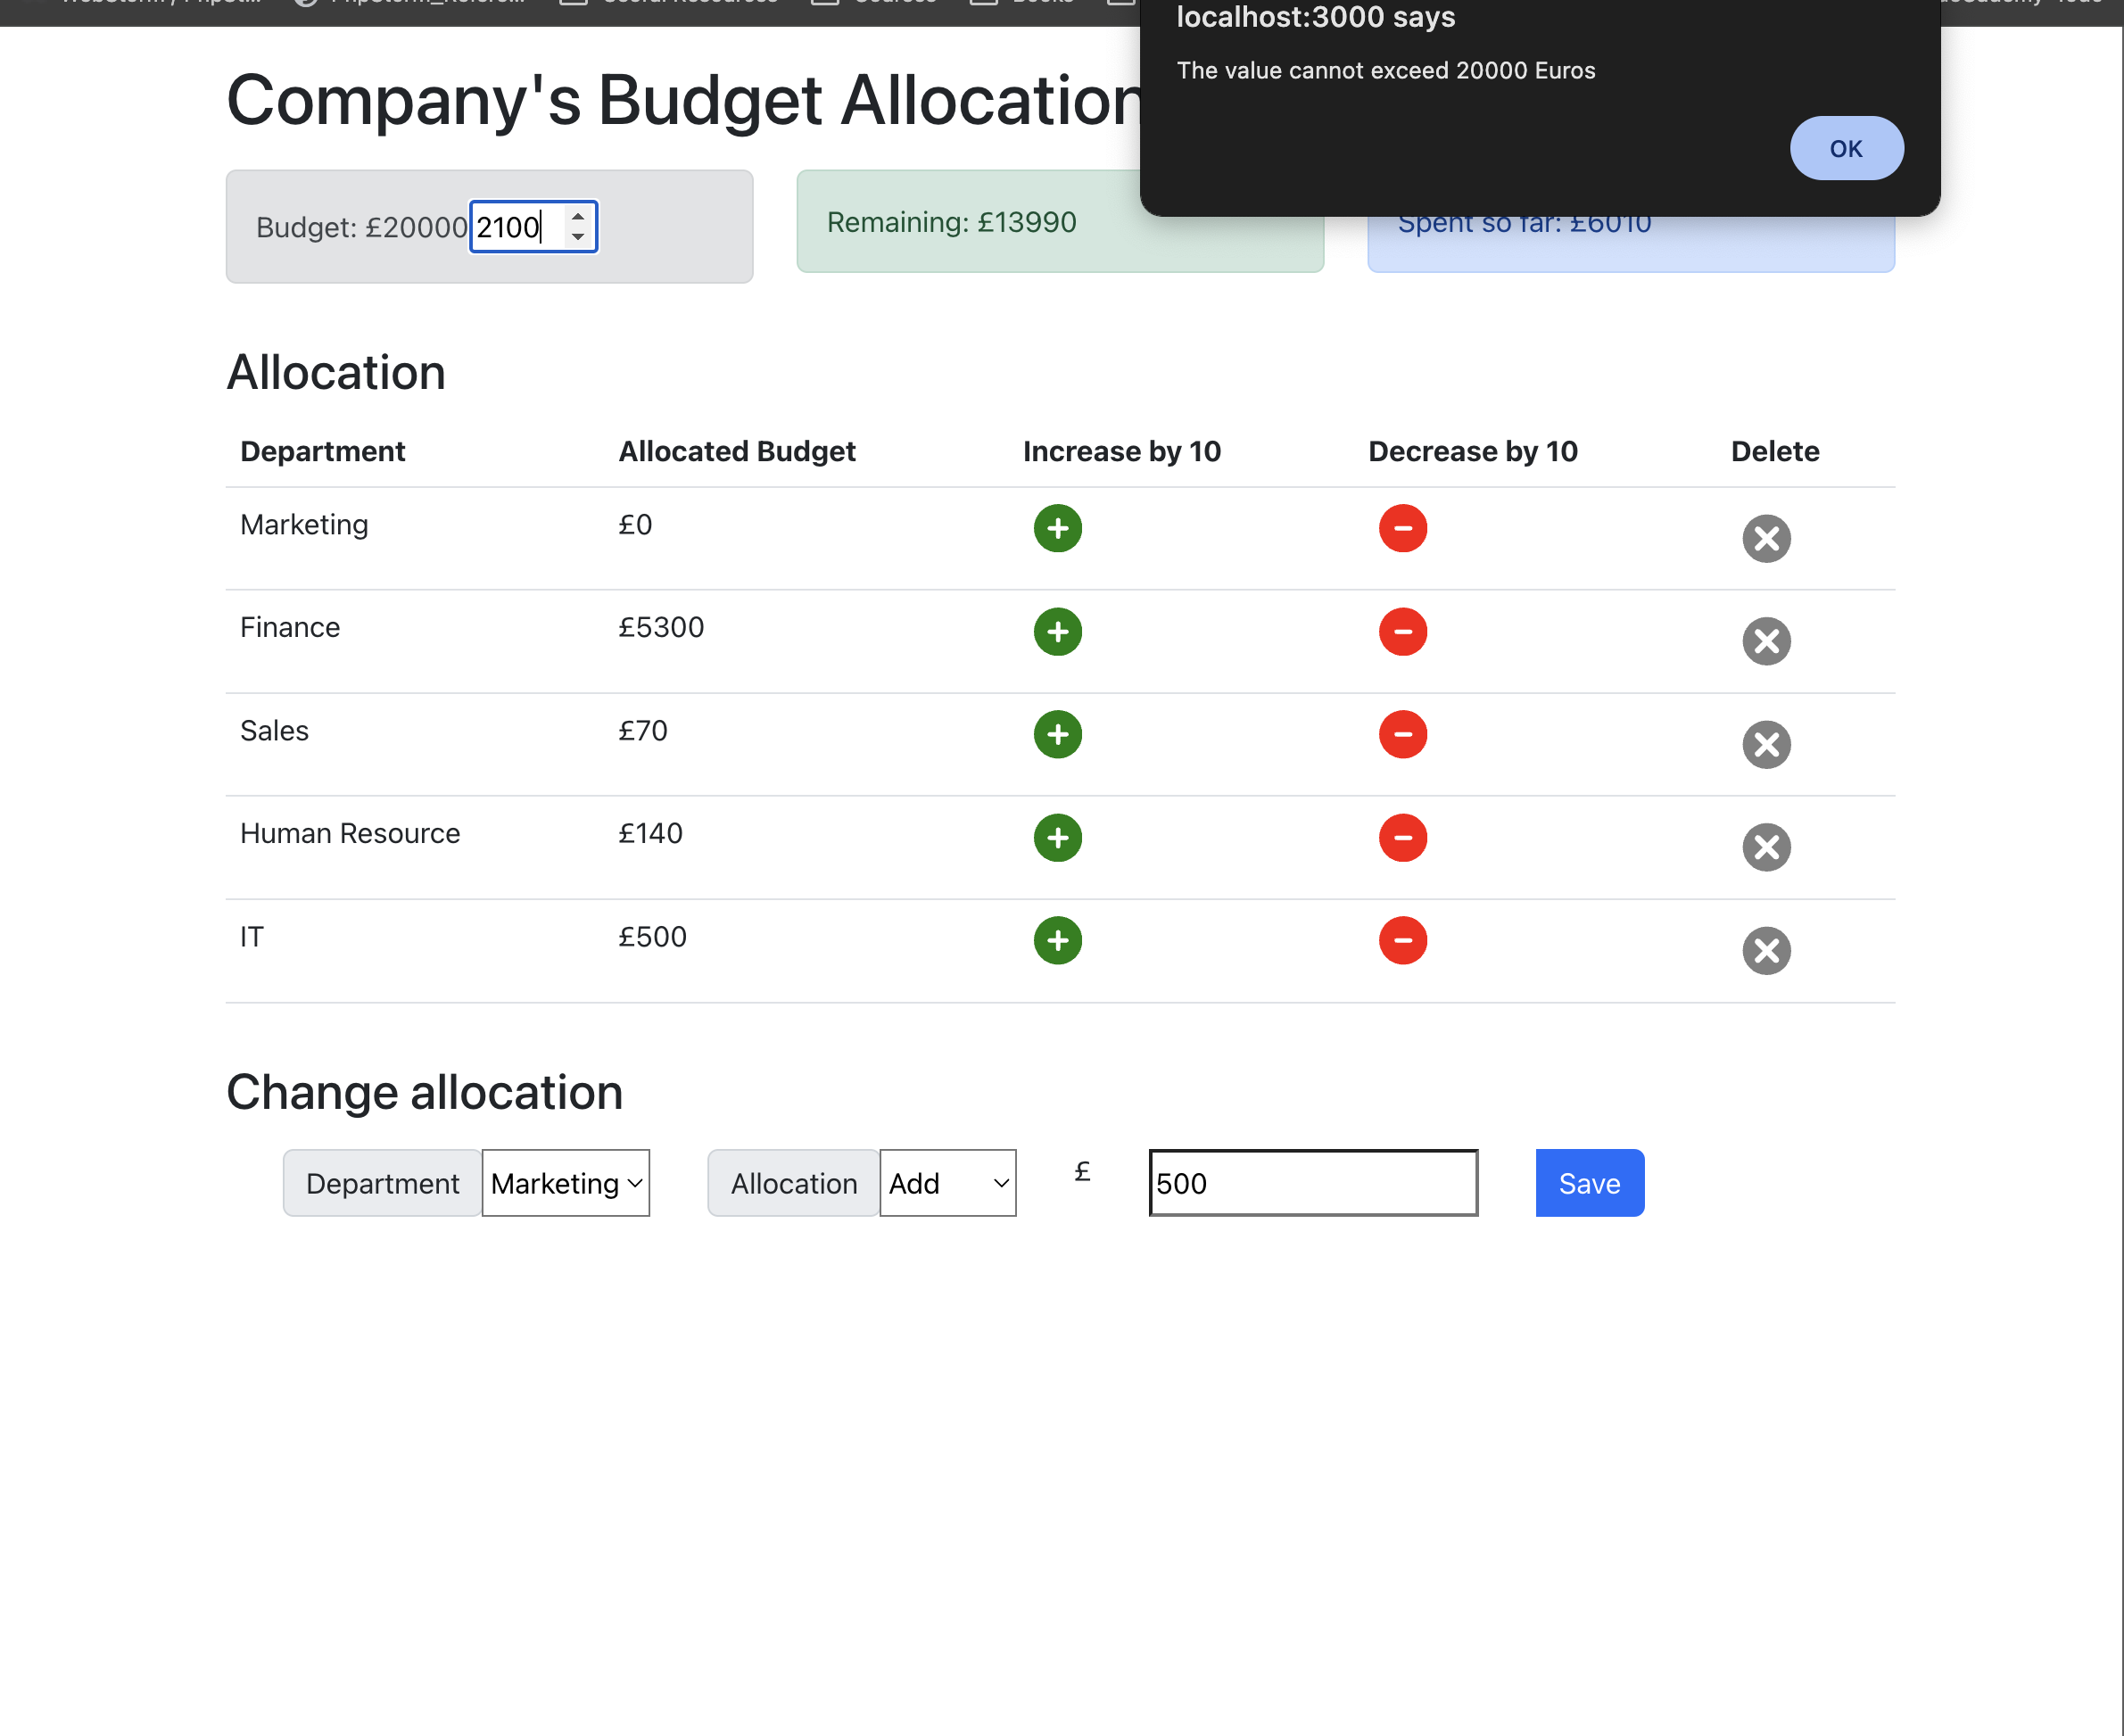 localhost:3000 says
The value cannot exceed 20000 Euros
OK
Company's Budget Allocation
Budget: £20000 2100
Remaining: £13990
Spent so far: £6010
Allocation
Department Allocated Budget Increase by 10 Decrease by 10 Delete
Marketing £0
Finance £5300
Sales £70
Human Resource £140
IT £500
Change allocation
Department Marketing Allocation Add £ 500 Save